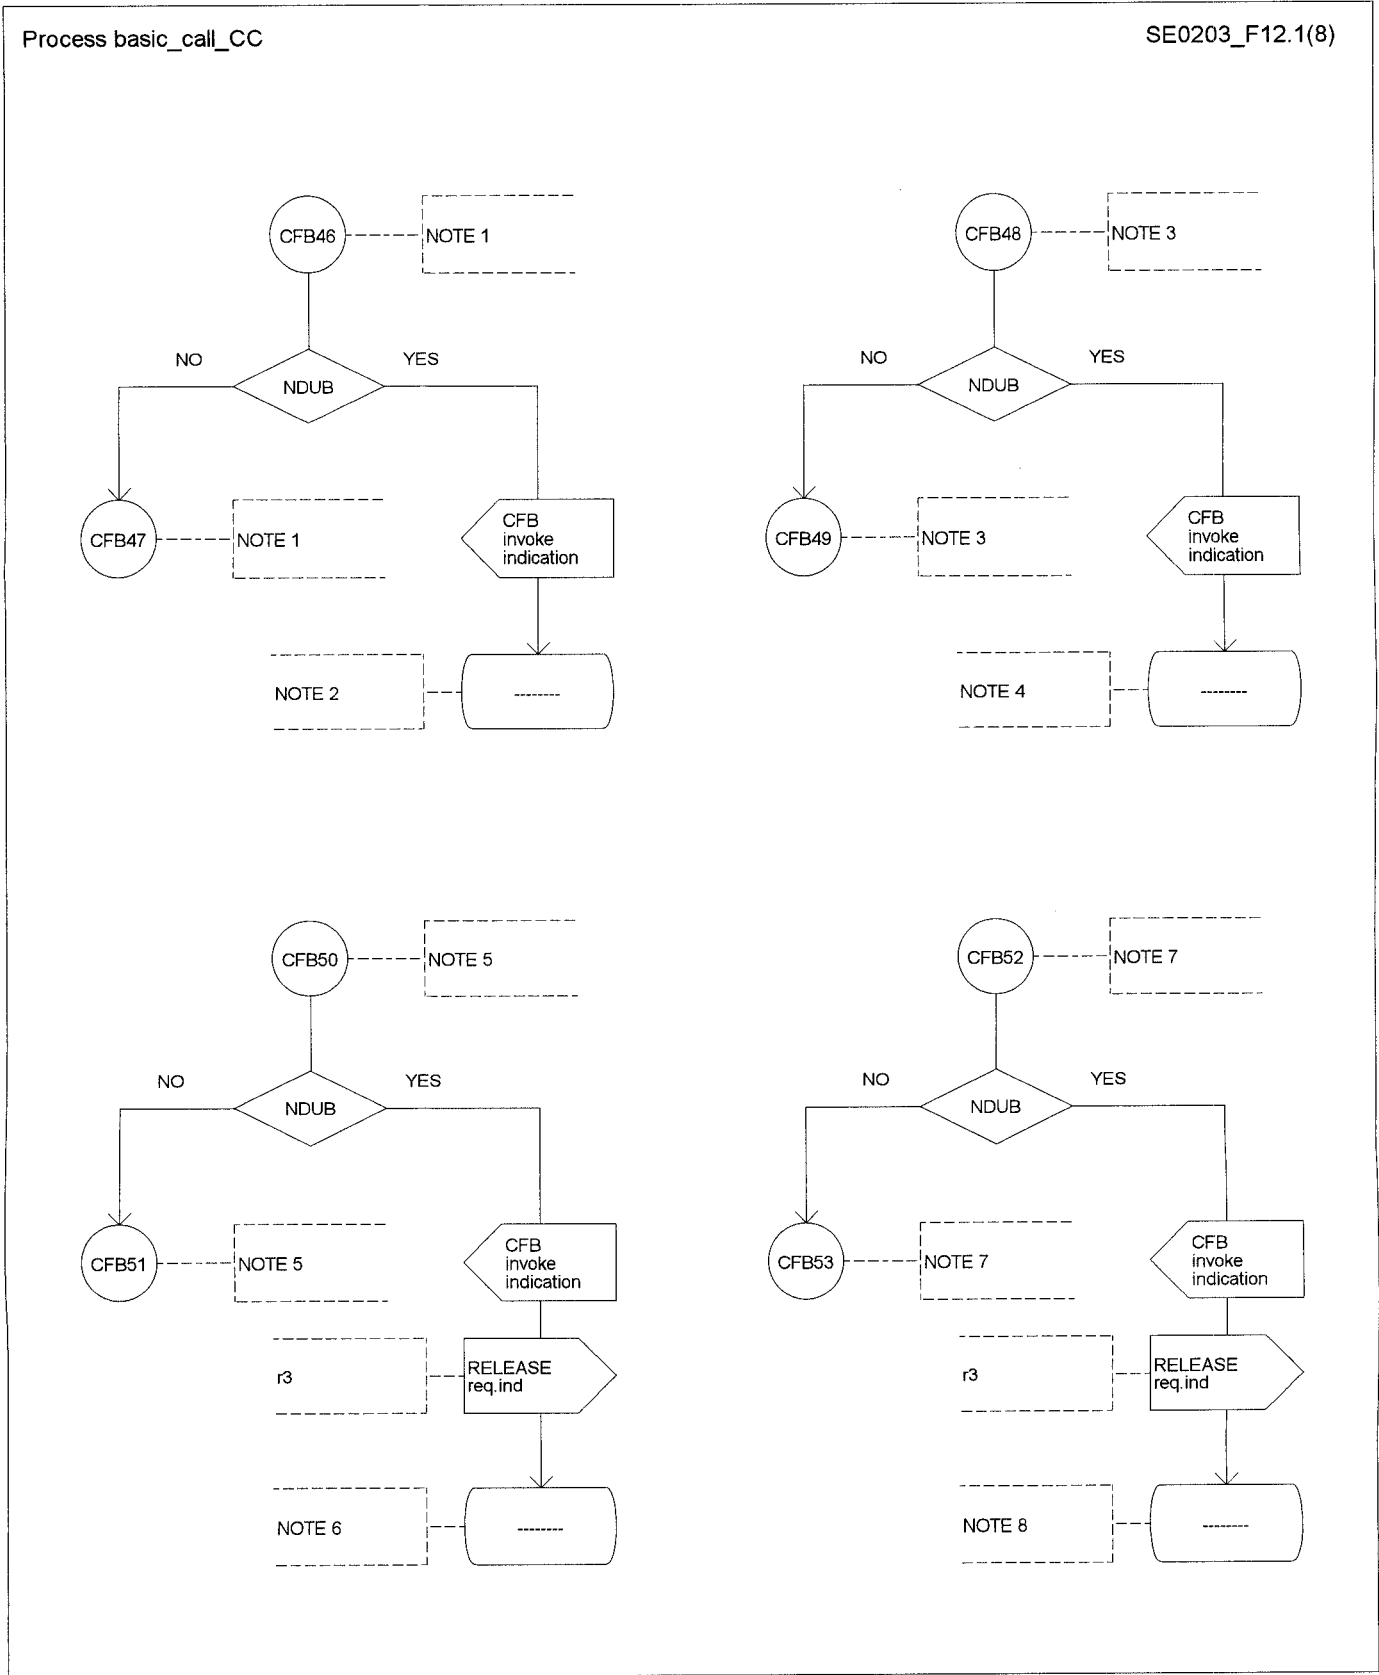 Process basic_call_CC
SE0203_F12.1(8)
CFB46
NOTE 1
NO
YES
NDUB
CFB47
NOTE 1
CFB
invoke
indication
NOTE 2
--------
CFB48
NOTE 3
NO
YES
NDUB
CFB49
NOTE 3
CFB
invoke
indication
NOTE 4
--------
CFB50
NOTE 5
NO
YES
NDUB
CFB51
NOTE 5
CFB
invoke
indication
r3
RELEASE
req.ind
NOTE 6
--------
CFB52
NOTE 7
NO
YES
NDUB
CFB53
NOTE 7
CFB
invoke
indication
r3
RELEASE
req.ind
NOTE 8
--------